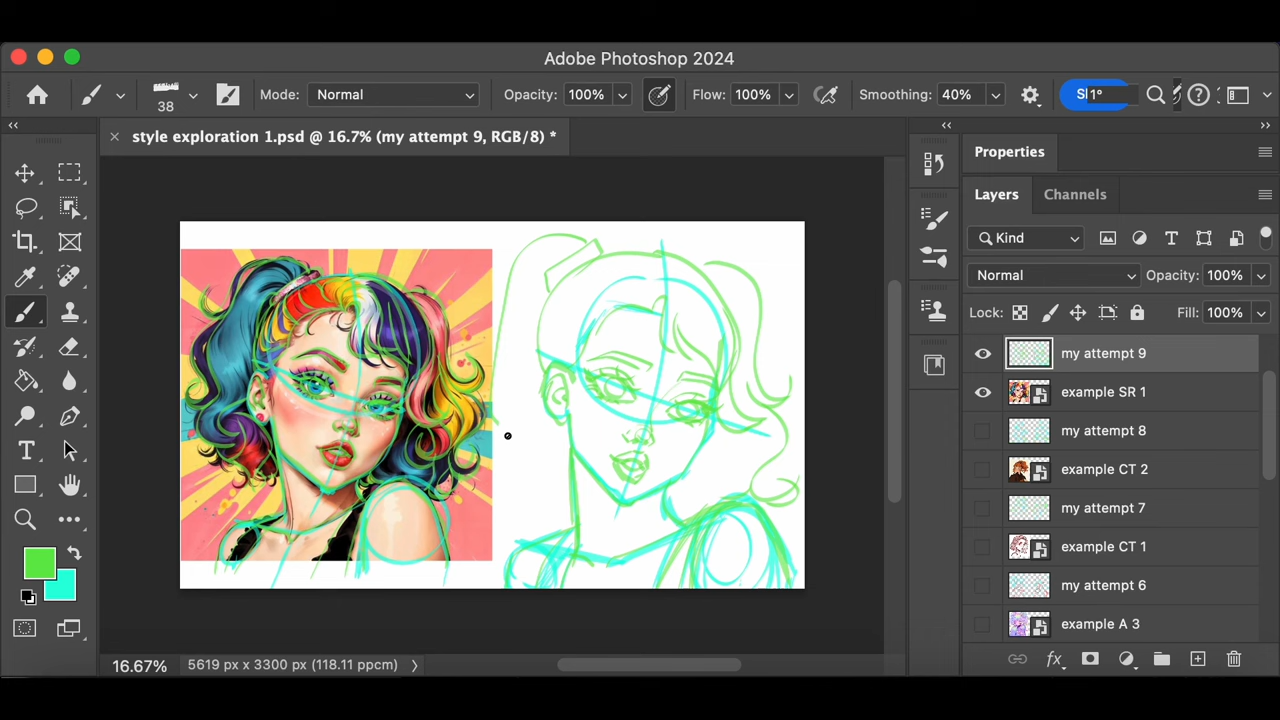 Adobe Photoshop 2024
38
Mode: Normal
Opacity: 100%
Flow: 100%
Smoothing: 40%
1°
style exploration 1.psd @ 16.7% (my attempt 9, RGB/8) *
Properties
Layers
Channels
Kind
Normal
Opacity: 100%
Lock:
Fill: 100%
my attempt 9
example SR 1
my attempt 8
example CT 2
my attempt 7
example CT 1
my attempt 6
example A 3
16.67%
5619 px x 3300 px (118.11 ppcm)